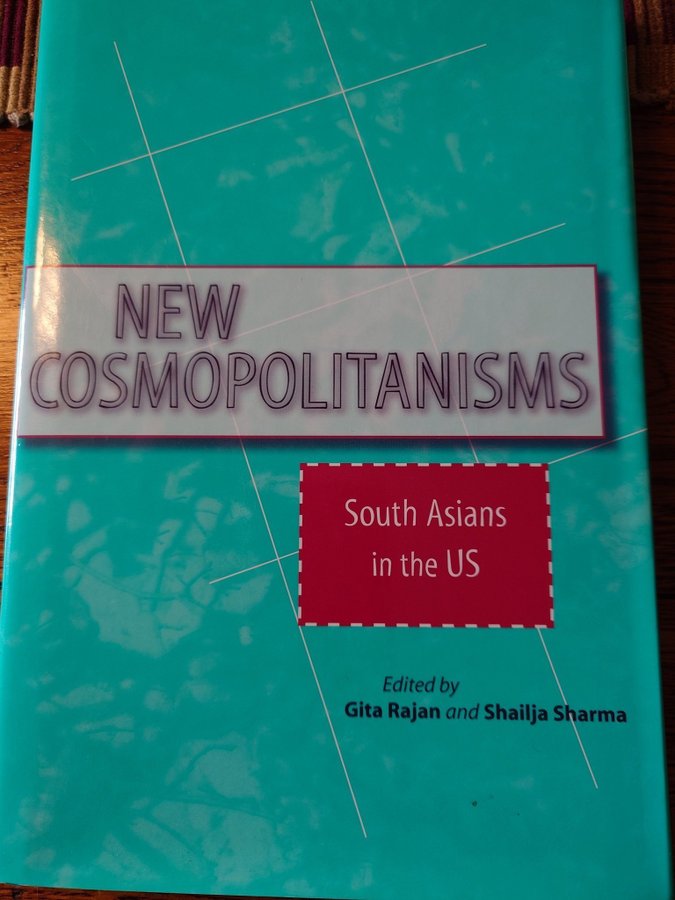 NEW
COSMOPOLITANISMS
South Asians
in the US
Edited by
Gita Rajan and Shailja Sharma